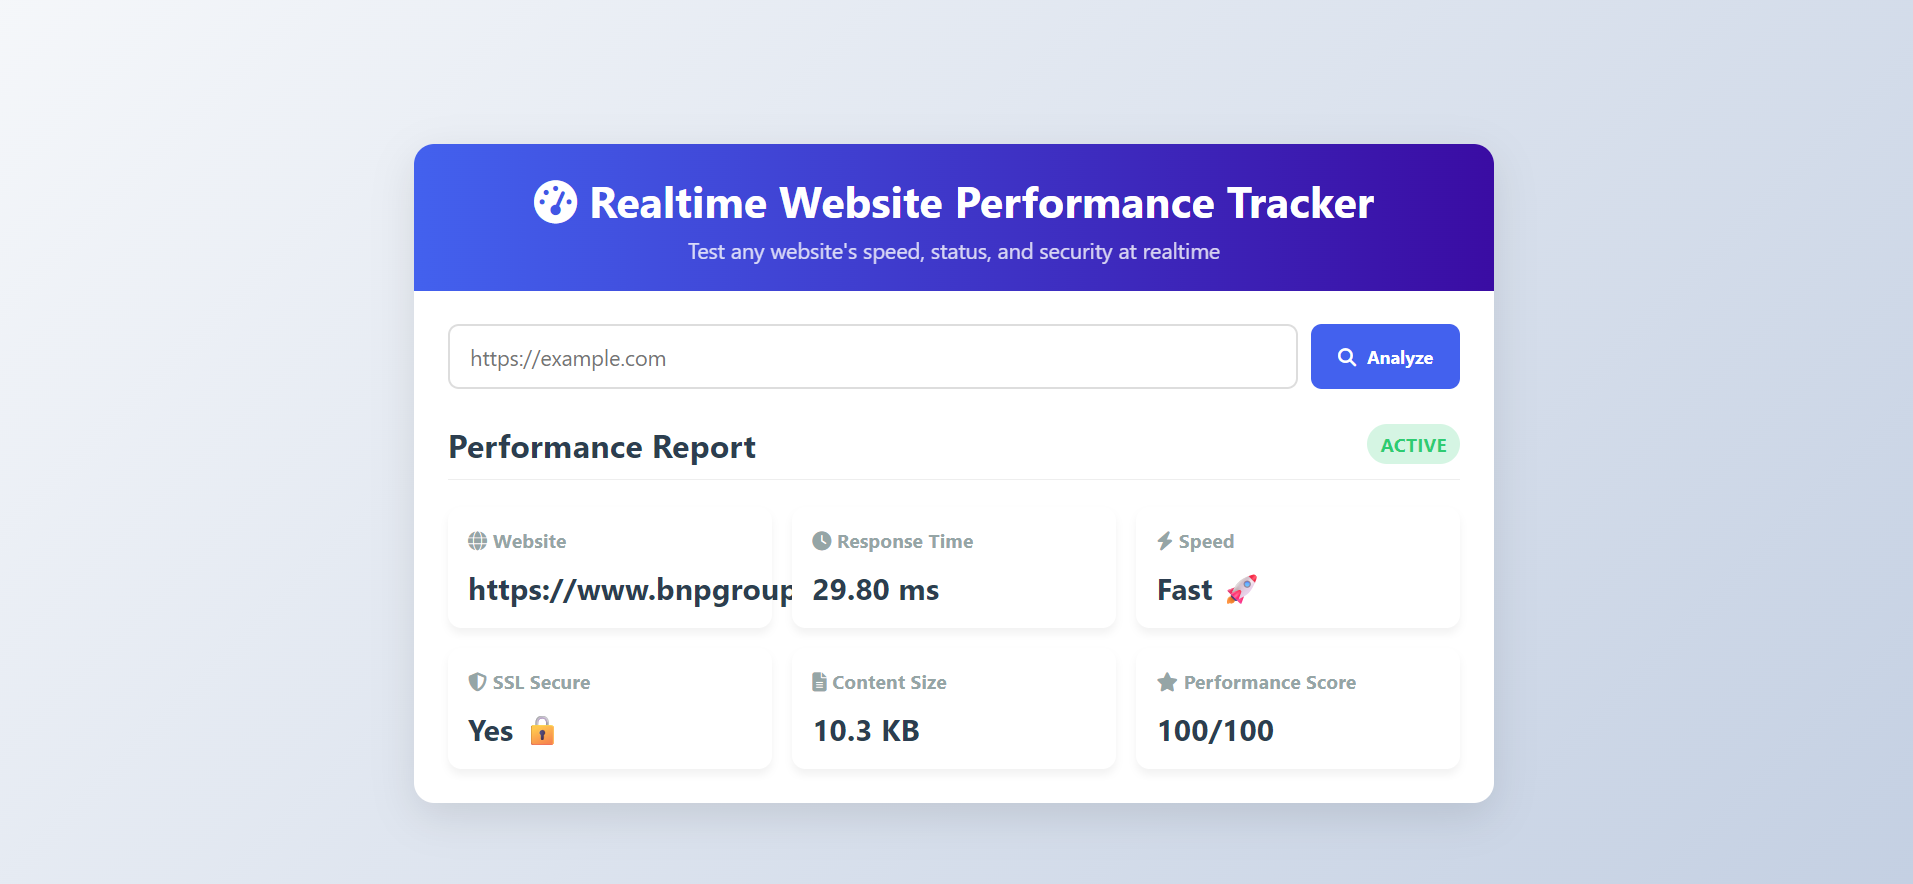 Realtime Website Performance Tracker
Test any website's speed, status, and security at realtime
https://example.com
Analyze
Performance Report
ACTIVE
Website
https://www.bnpgroup
Response Time
29.80 ms
Speed
Fast 🚀
SSL Secure
Yes 🔒
Content Size
10.3 KB
Performance Score
100/100